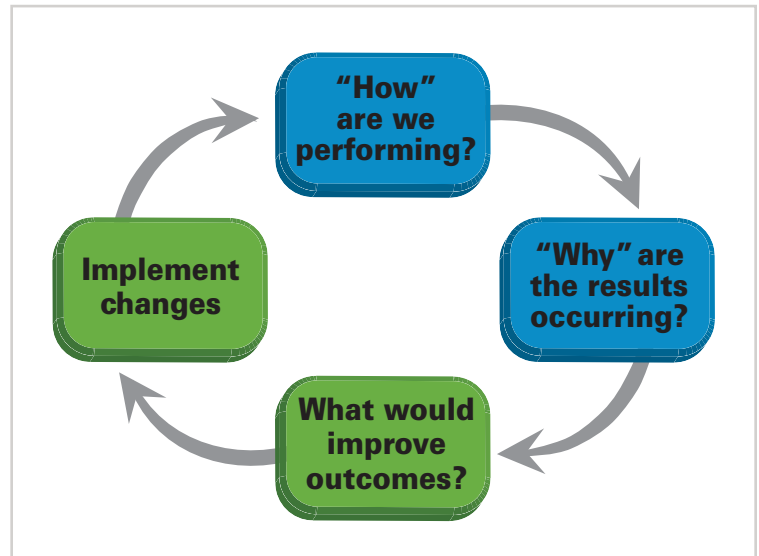 “How”
are we
performing?
“Why” are
the results
occurring?
What would
improve
outcomes?
Implement
changes